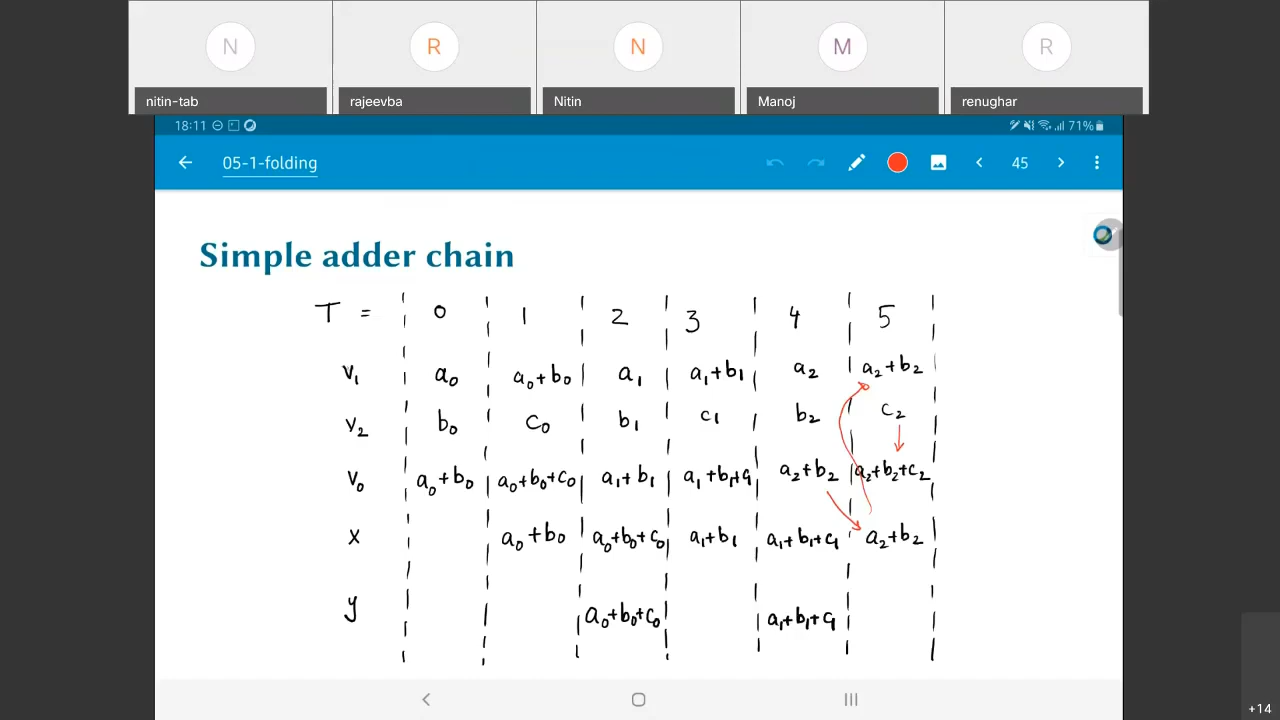 N R N M R
nitin-tab rajeevba Nitin Manoj renughar
18:11 71%
05-1-folding 45
Simple adder chain
T = 0 1 2 3 4 5
v₁ a₀ a₀+b₀ a₁ a₁+b₁ a₂ a₂+b₂
v₂ b₀ c₀ b₁ c₁ b₂ c₂
v₀ a₀+b₀ a₀+b₀+c₀ a₁+b₁ a₁+b₁+c₁ a₂+b₂ a₂+b₂+c₂
x a₀+b₀ a₀+b₀+c₀ a₁+b₁ a₁+b₁+c₁ a₂+b₂
y a₀+b₀+c₀ a₁+b₁+c₁
+14